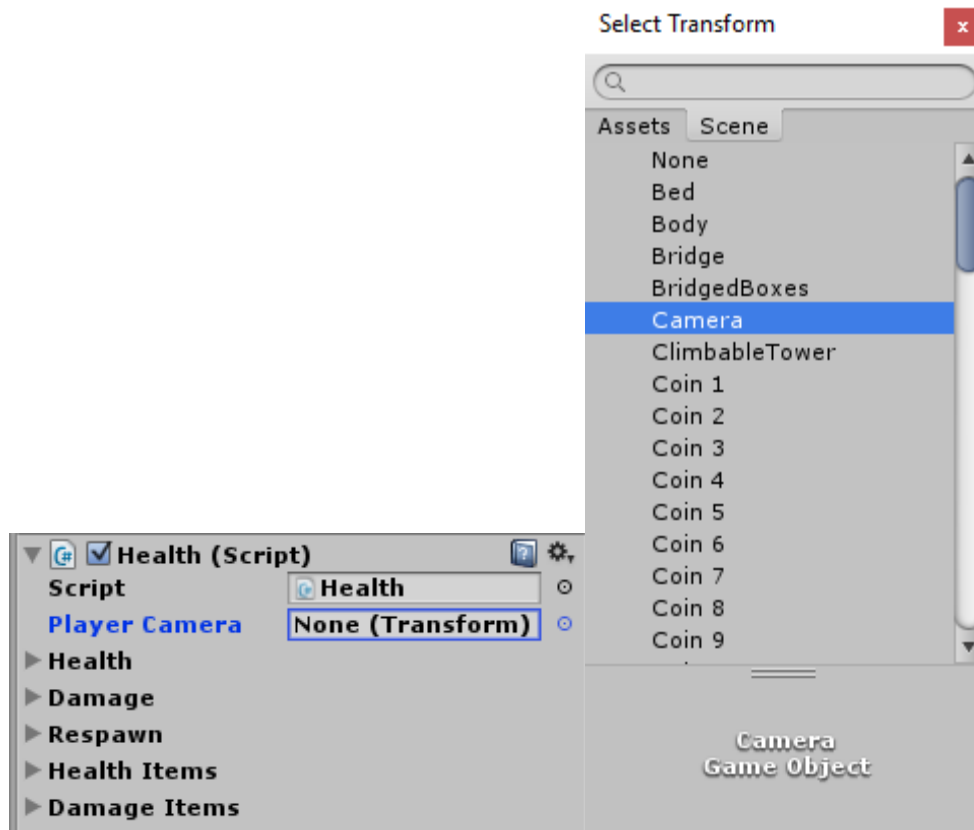 Select Transform
x
Assets Scene
None
Bed
Body
Bridge
BridgedBoxes
Camera
ClimbableTower
Coin 1
Coin 2
Coin 3
Coin 4
Coin 5
Coin 6
Coin 7
Coin 8
Coin 9
Camera
Game Object
Health (Script)
Script Health
Player Camera None (Transform)
Health
Damage
Respawn
Health Items
Damage Items